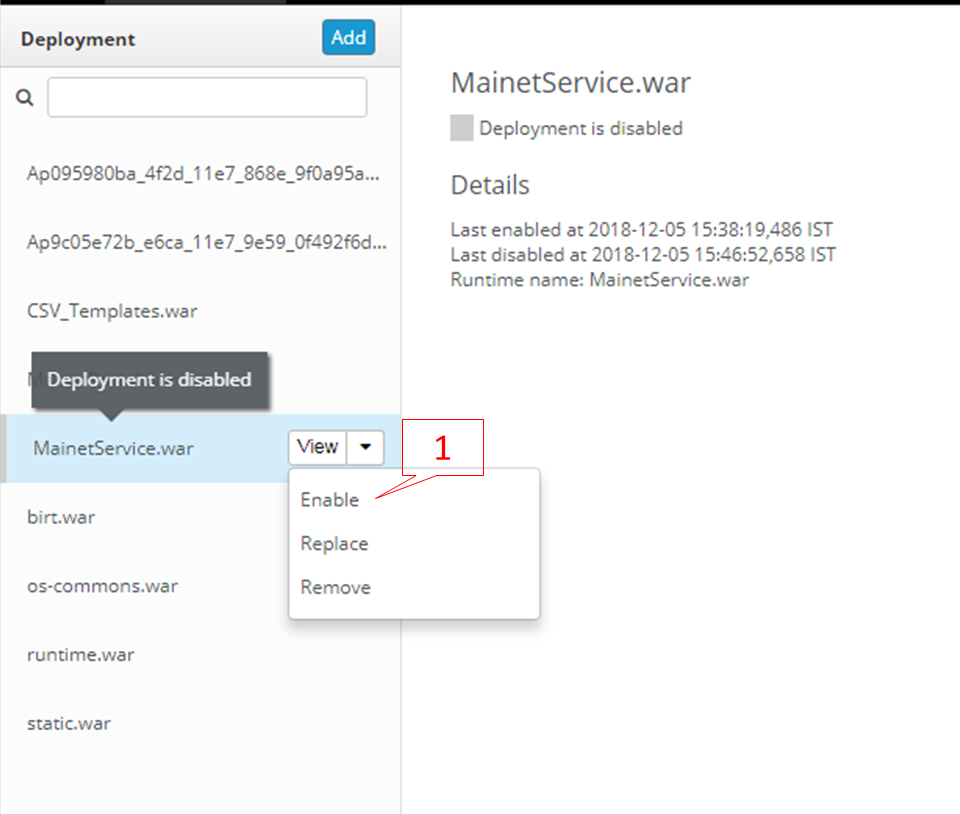 Deployment
Add
Ap095980ba_4f2d_11e7_868e_9f0a95a...
Ap9c05e72b_e6ca_11e7_9e59_0f492f6d...
CSV_Templates.war
Deployment is disabled
MainetService.war
View
1
Enable
Replace
Remove
birt.war
os-commons.war
runtime.war
static.war
MainetService.war
Deployment is disabled
Details
Last enabled at 2018-12-05 15:38:19,486 IST
Last disabled at 2018-12-05 15:46:52,658 IST
Runtime name: MainetService.war